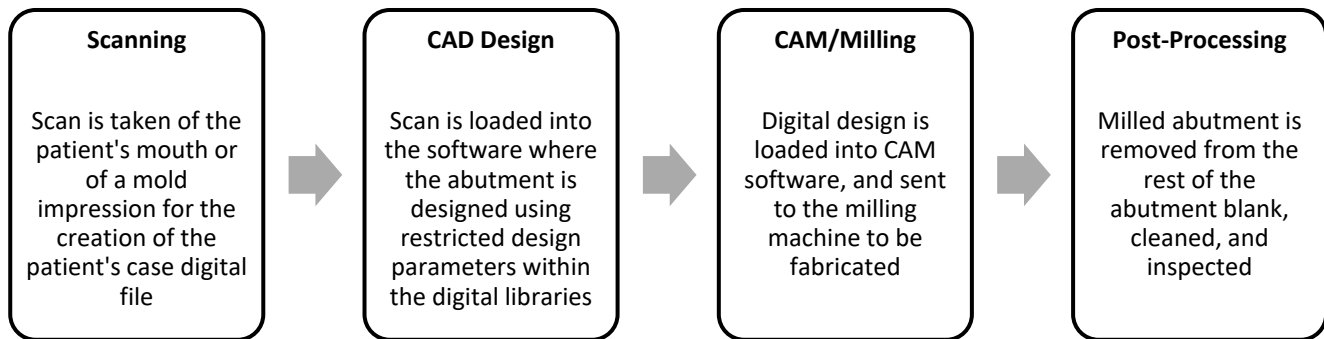 Scanning
Scan is taken of the
patient's mouth or
of a mold
impression for the
creation of the
patient's case digital
file
CAD Design
Scan is loaded into
the software where
the abutment is
designed using
restricted design
parameters within
the digital libraries
CAM/Milling
Digital design is
loaded into CAM
software, and sent
to the milling
machine to be
fabricated
Post-Processing
Milled abutment is
removed from the
rest of the
abutment blank,
cleaned, and
inspected